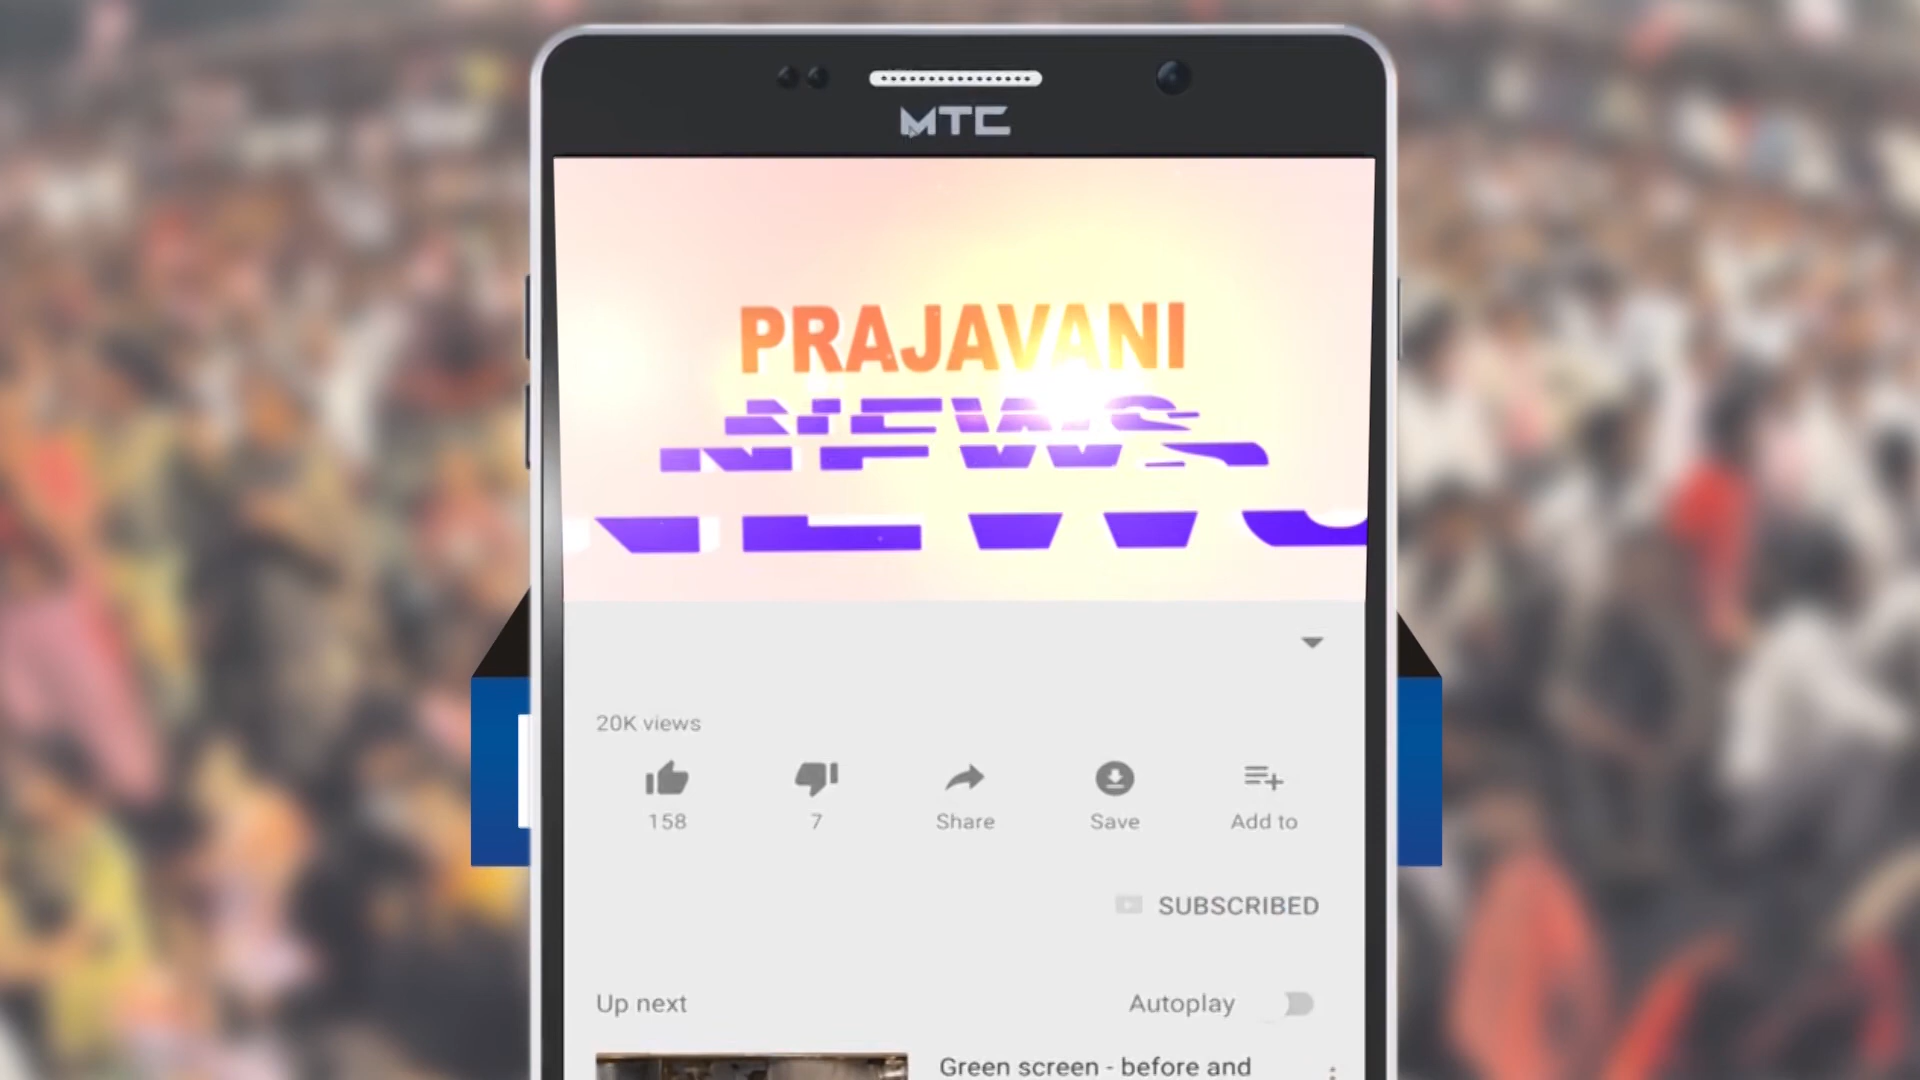 MTC
PRAJAVANI
NEWS
20K views
158
7
Share
Save
Add to
SUBSCRIBED
Up next
Autoplay
Green screen - before and